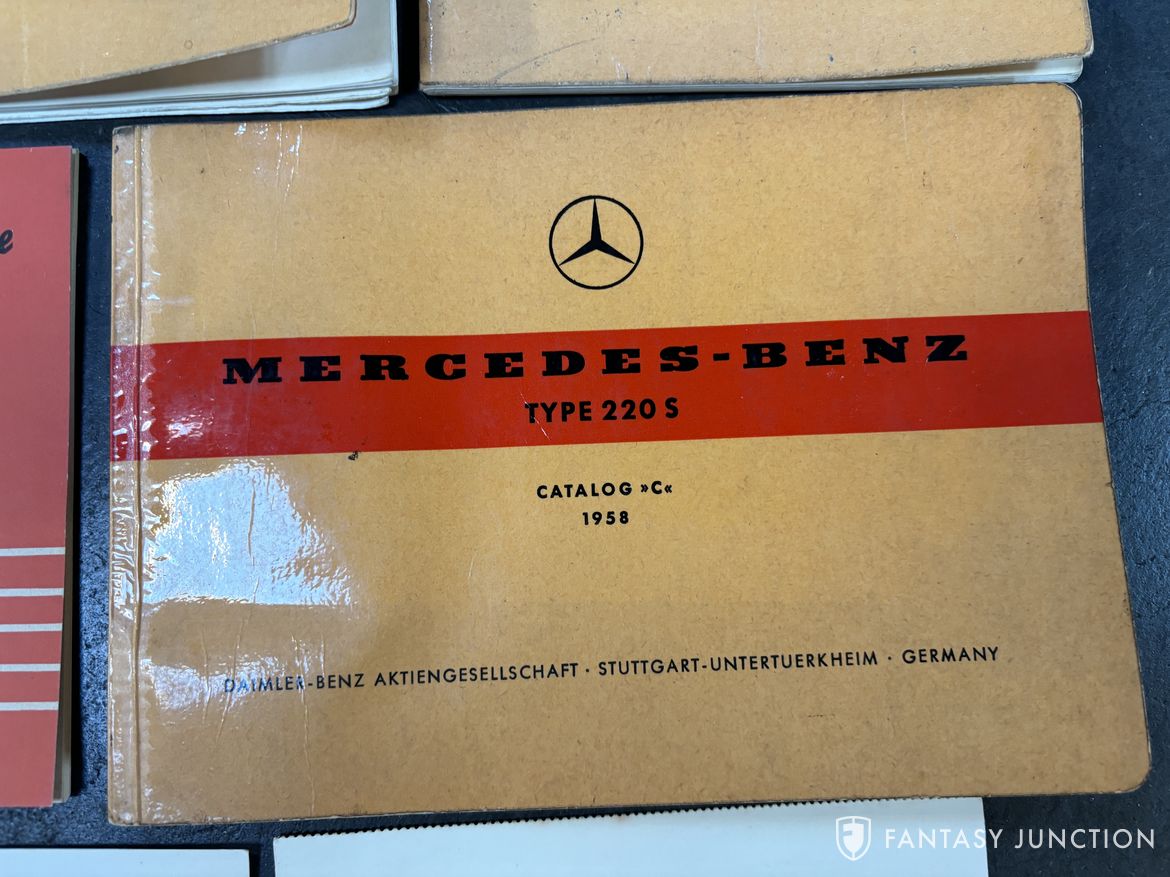 MERCEDES-BENZ
TYPE 220 S
CATALOG »C«
1958
DAIMLER-BENZ AKTIENGESELLSCHAFT · STUTTGART-UNTERTUERKHEIM · GERMANY
FANTASY JUNCTION